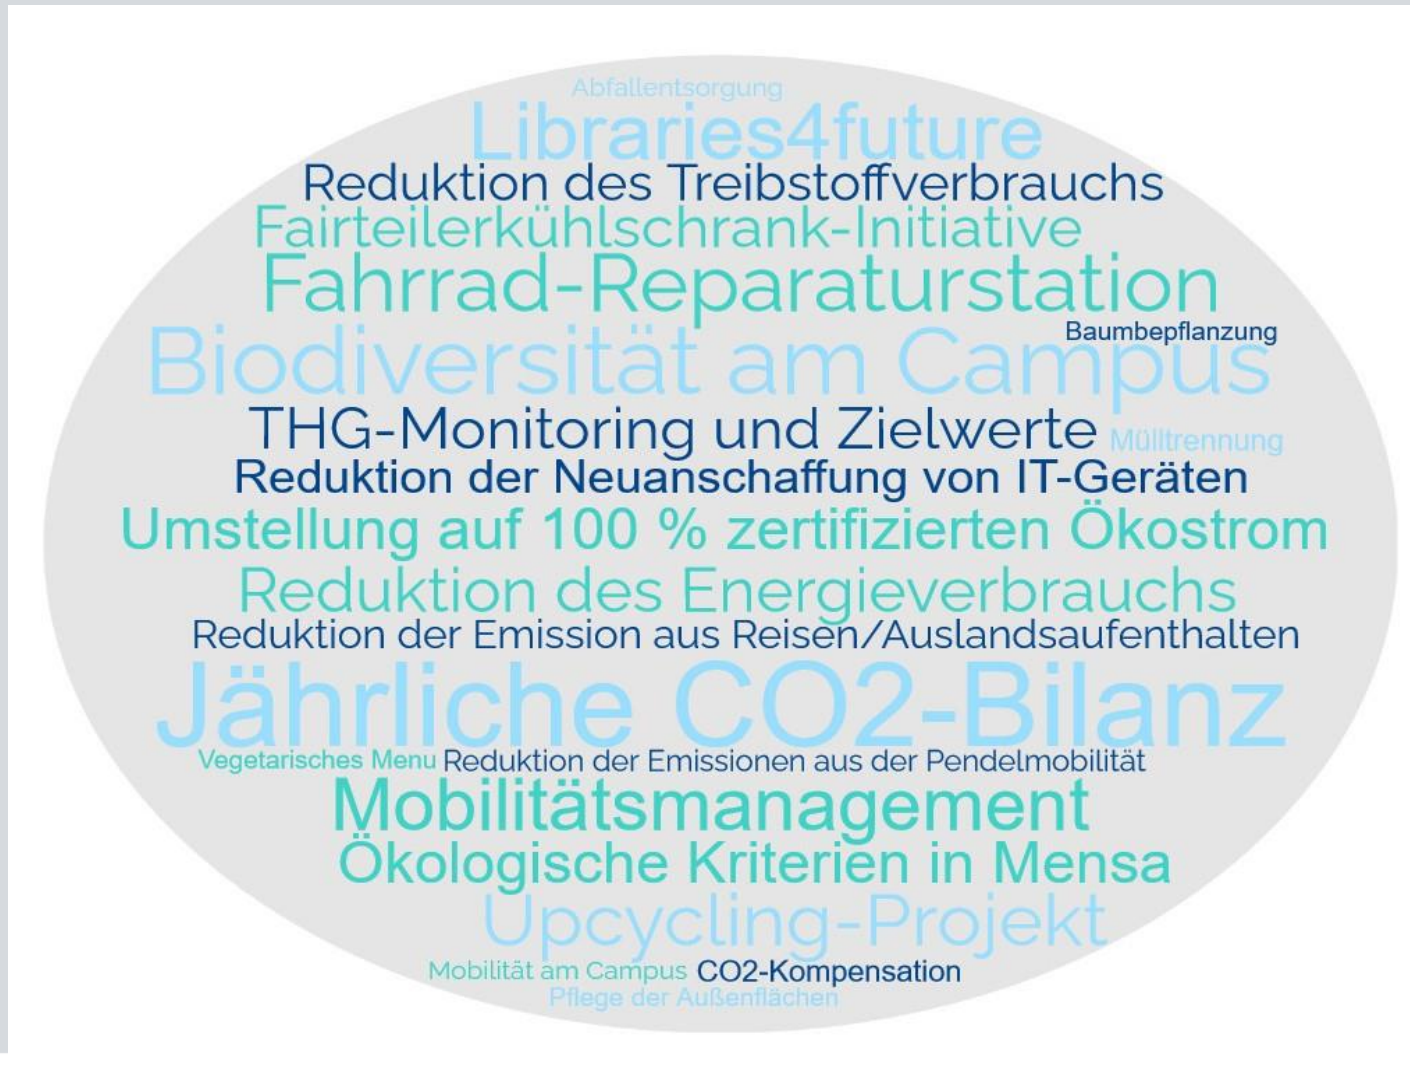 Abfallentsorgung
Libraries4future
Reduktion des Treibstoffverbrauchs
Fairteilerkühlschrank-Initiative
Fahrrad-Reparaturstation
Baumbepflanzung
Biodiversität am Campus
THG-Monitoring und Zielwerte Mülltrennung
Reduktion der Neuanschaffung von IT-Geräten
Umstellung auf 100 % zertifizierten Ökostrom
Reduktion des Energieverbrauchs
Reduktion der Emission aus Reisen/Auslandsaufenthalten
Jährliche CO2-Bilanz
Vegetarisches Menu Reduktion der Emissionen aus der Pendelmobilität
Mobilitätsmanagement
Ökologische Kriterien in Mensa
Upcycling-Projekt
Mobilität am Campus CO2-Kompensation
Pflege der Außenflächen